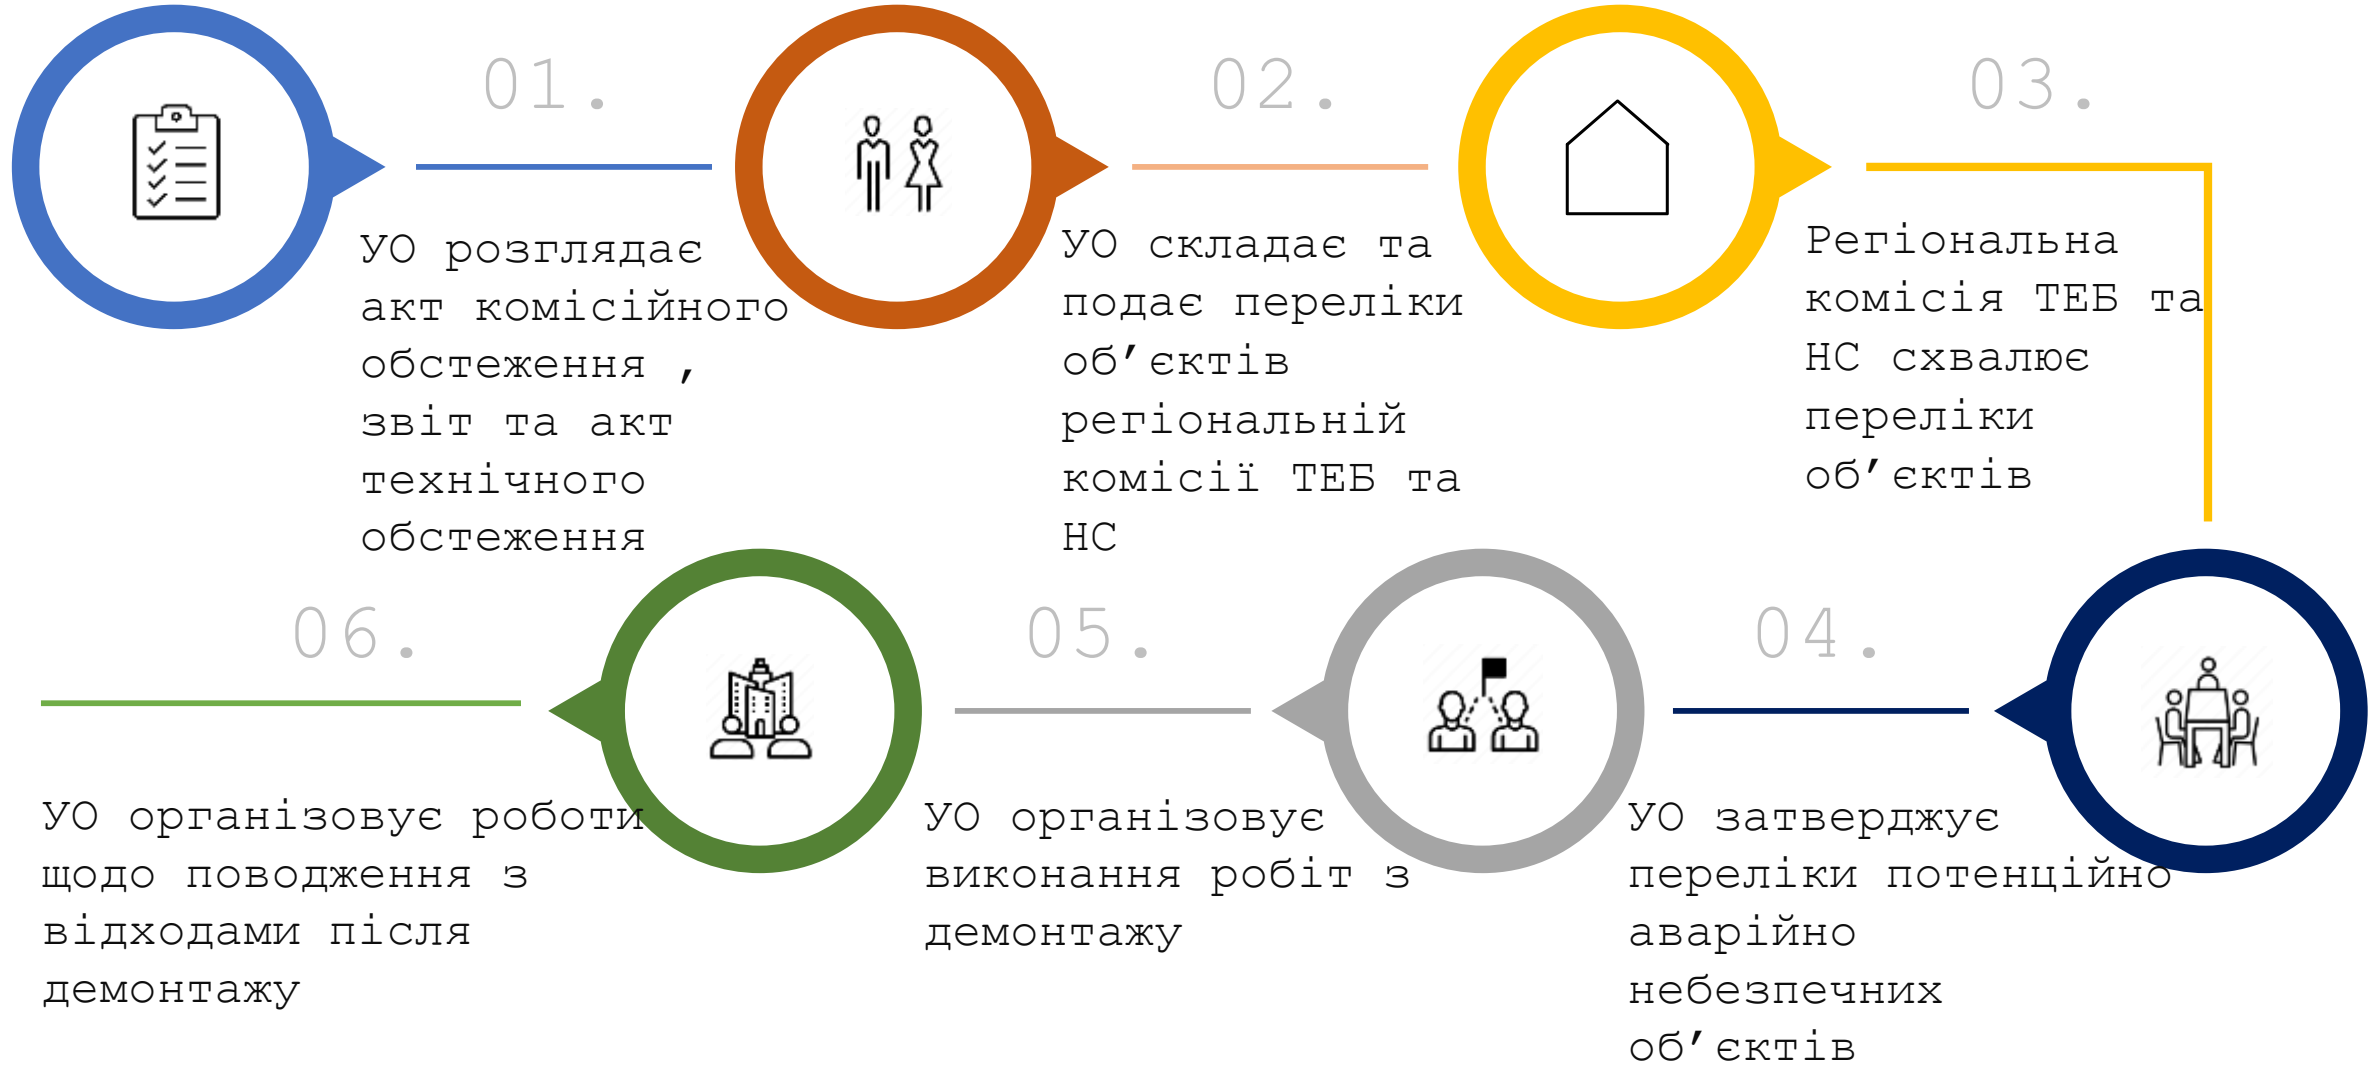 01.
УО розглядає
акт комісійного
обстеження ,
звіт та акт
технічного
обстеження
02.
УО складає та
подає переліки
об’єктів
регіональній
комісії ТЕБ та
НС
03.
Регіональна
комісія ТЕБ та
НС схвалює
переліки
об’єктів
04.
УО затверджує
переліки потенційно
аварійно
небезпечних
об’єктів
05.
УО організовує
виконання робіт з
демонтажу
06.
УО організовує роботи
щодо поводження з
відходами після
демонтажу